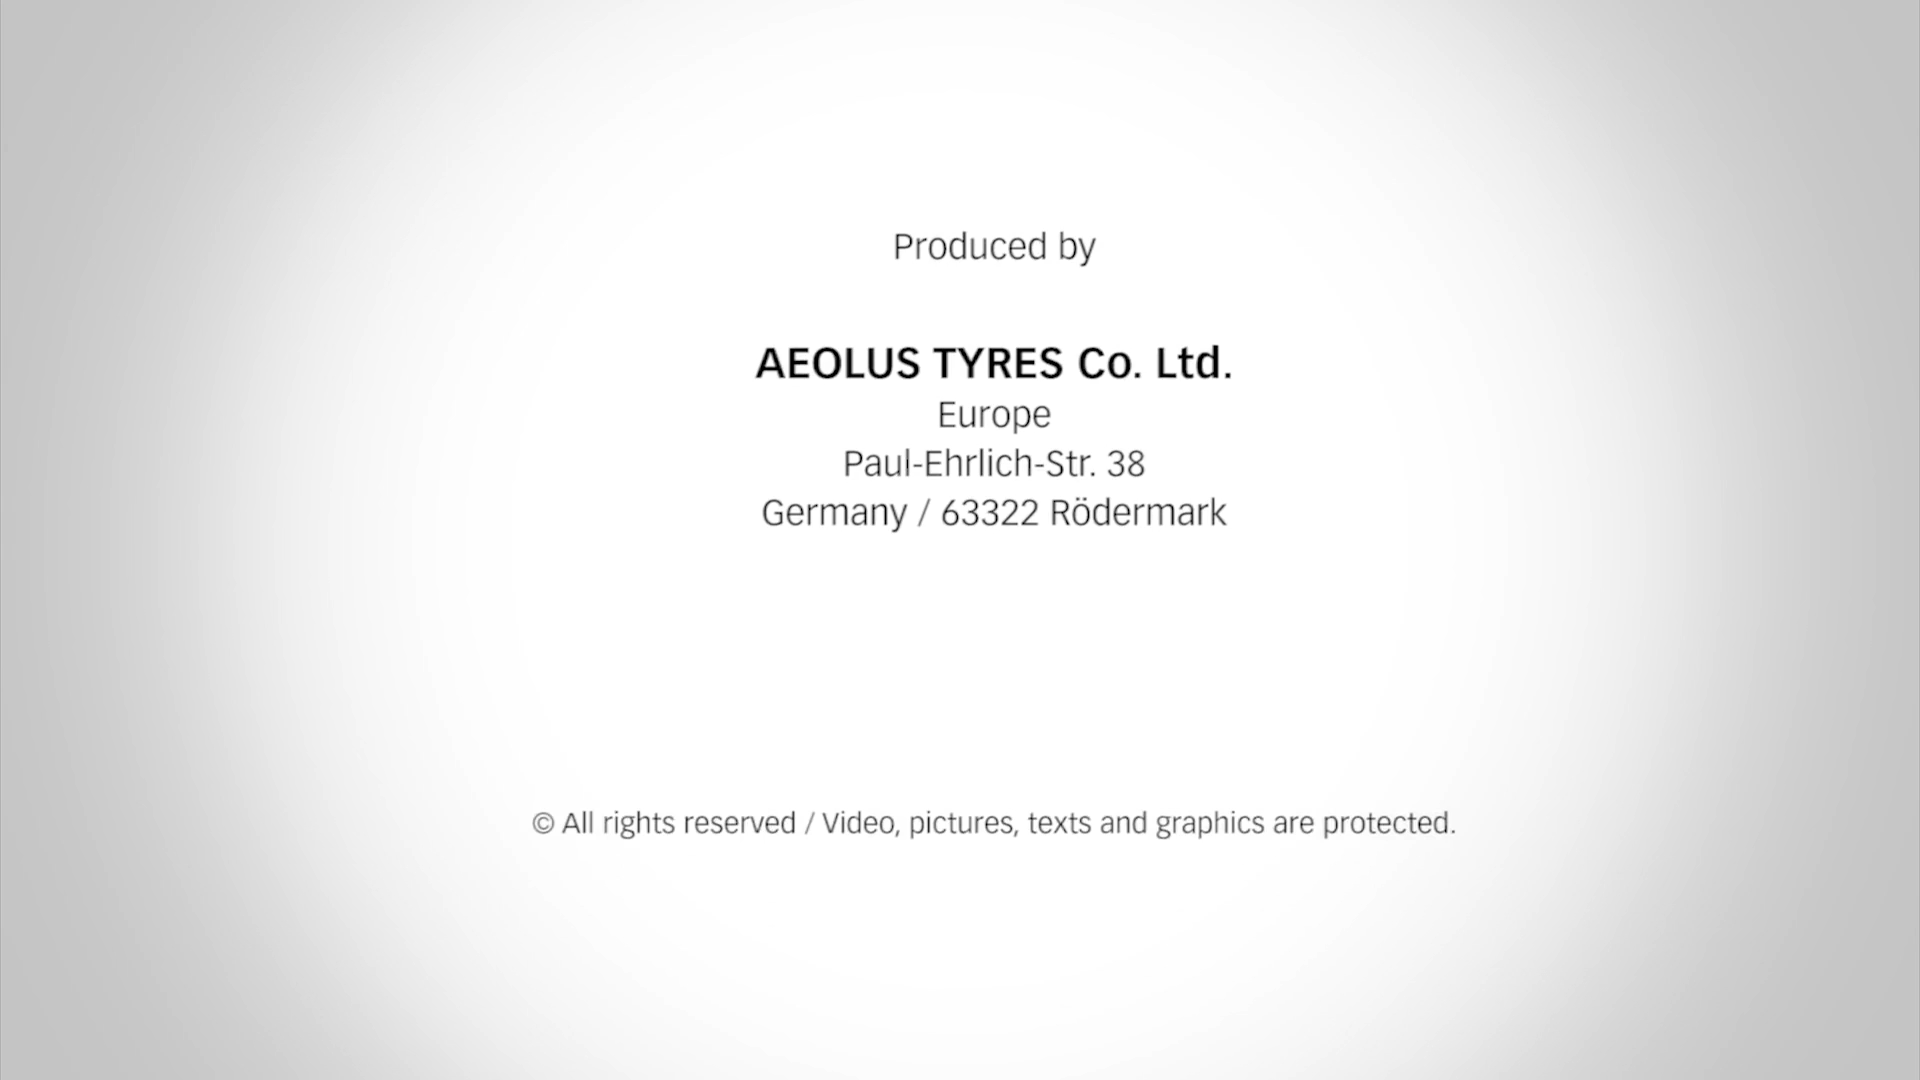 Produced by
AEOLUS TYRES Co. Ltd.
Europe
Paul-Ehrlich-Str. 38
Germany / 63322 Rödermark
© All rights reserved / Video, pictures, texts and graphics are protected.